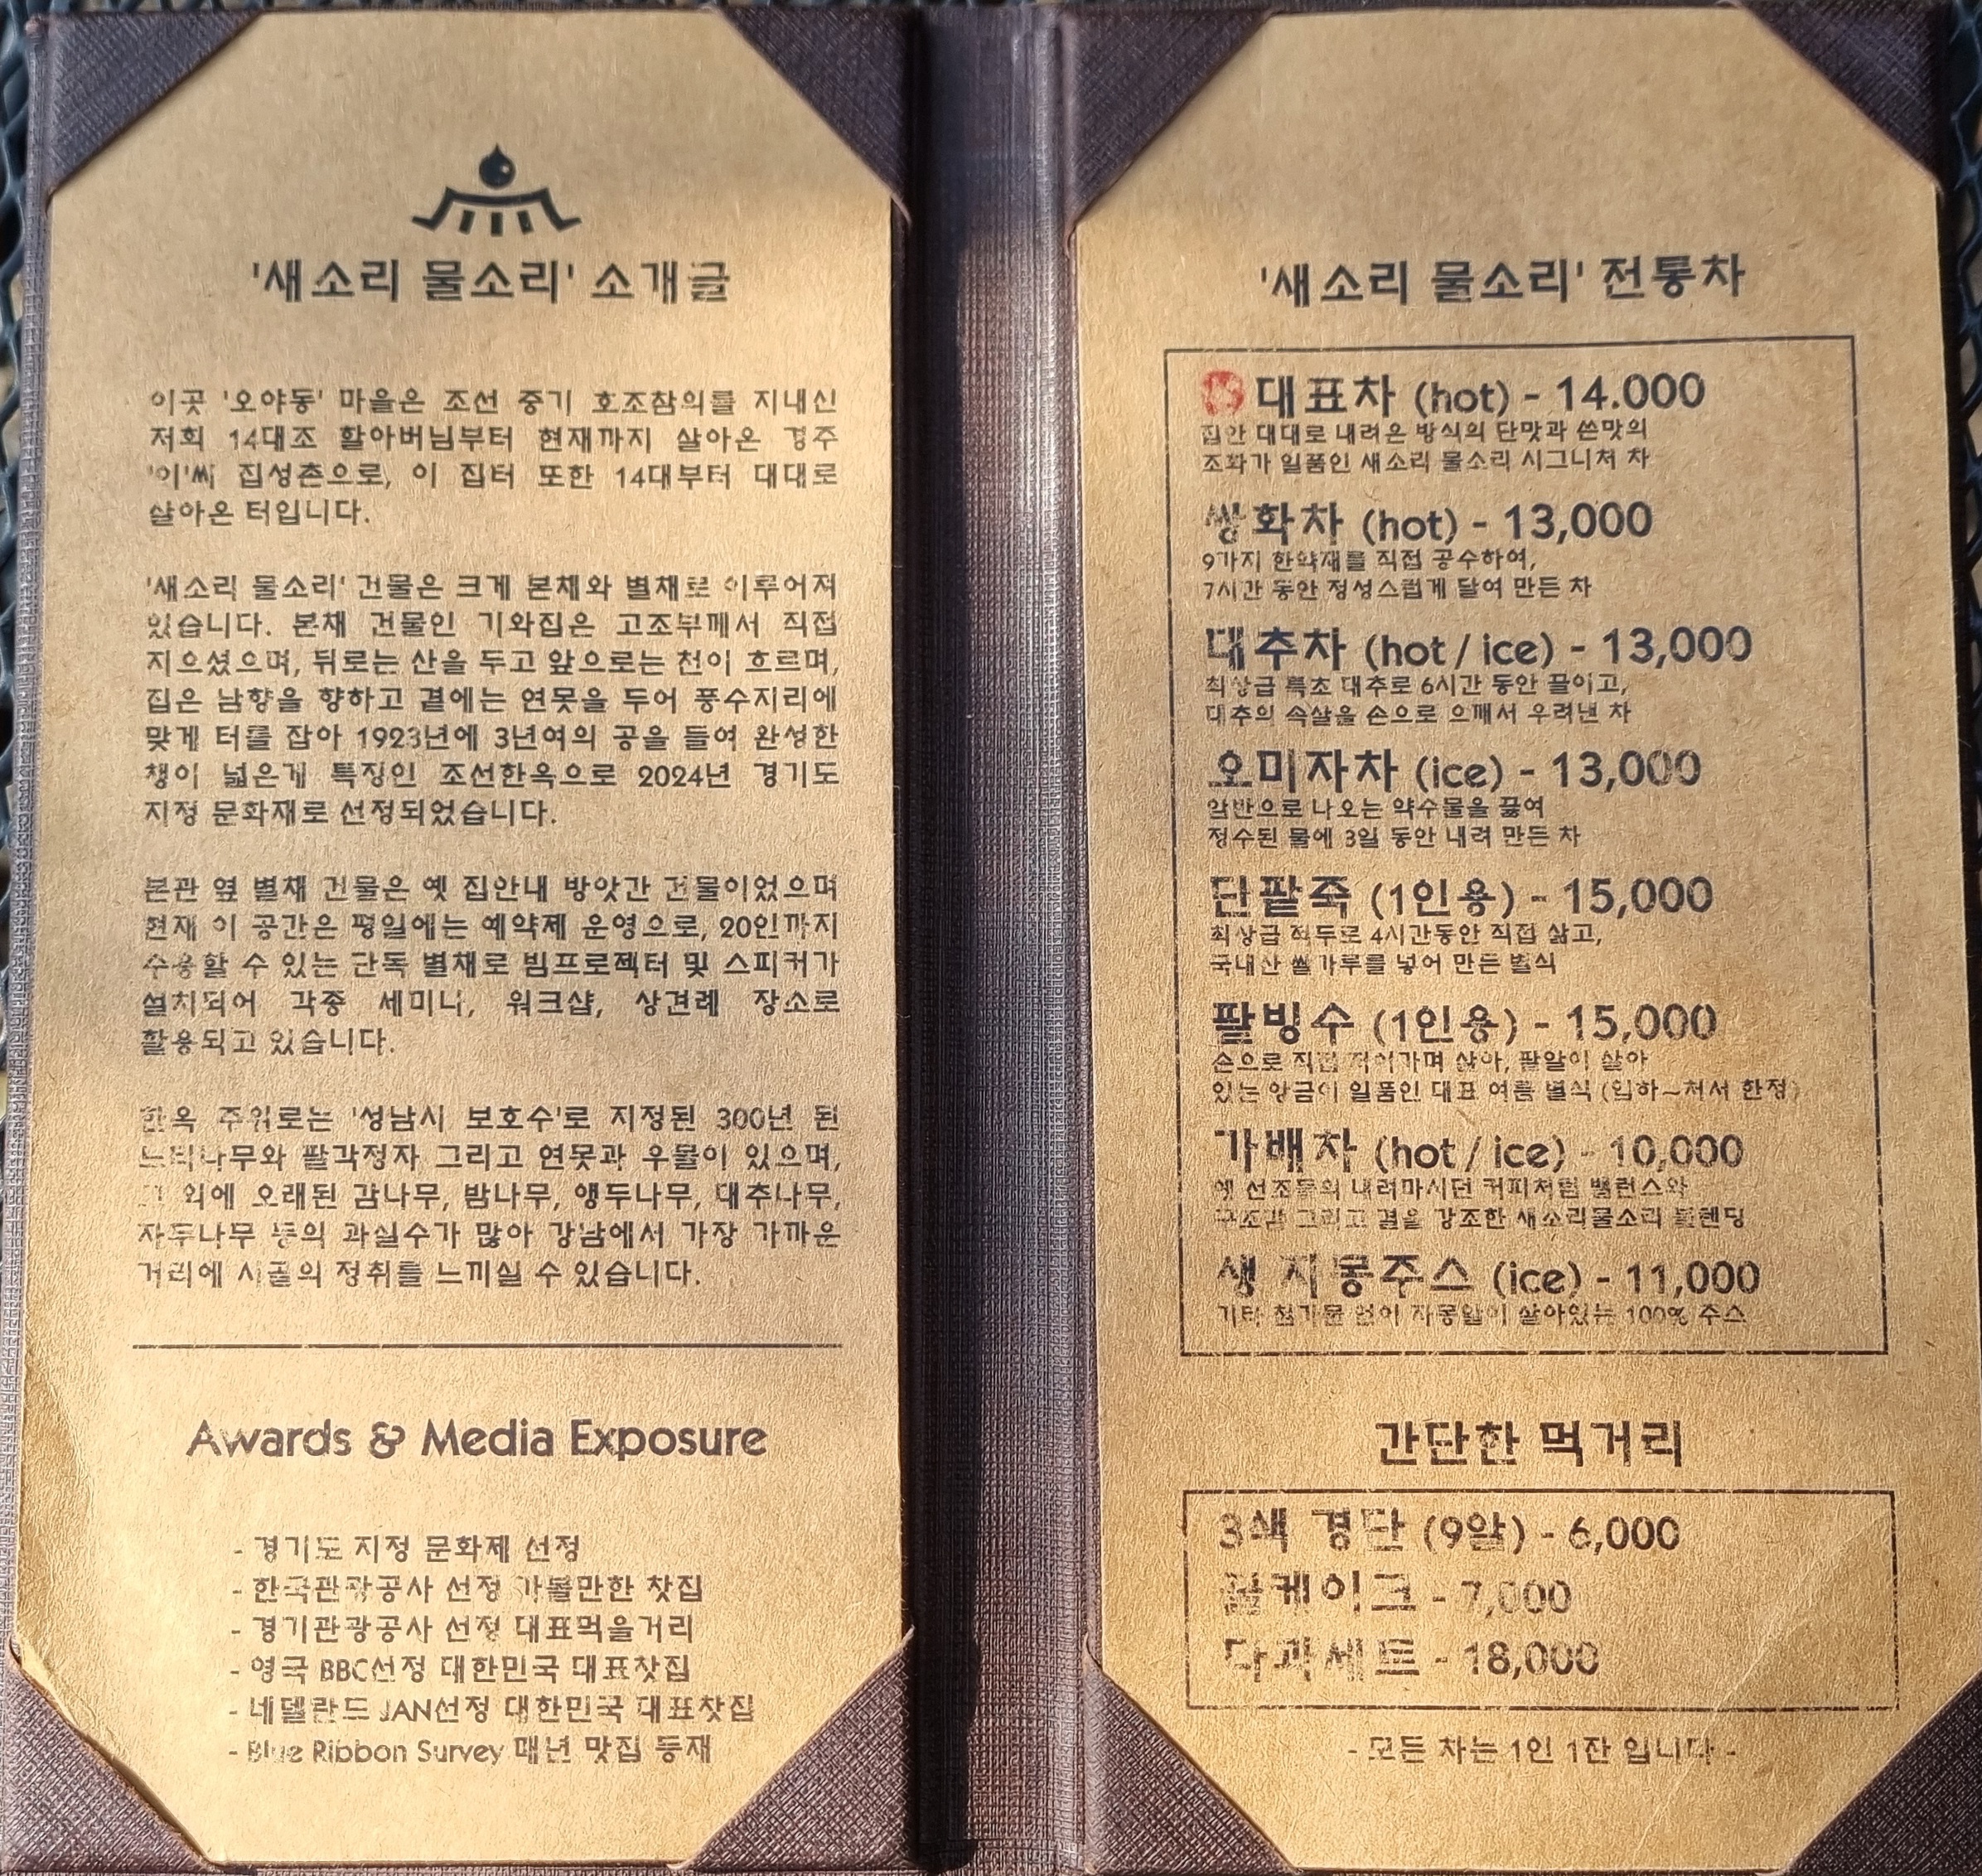 '새소리 물소리' 소개글
이곳 '오야동' 마을은 조선 중기 호조참의를 지내신
저희 14대조 할아버님부터 현재까지 살아온 경주
'이'씨 집성촌으로, 이 집터 또한 14대부터 대대로
살아온 터입니다.
'새소리 물소리' 건물은 크게 본채와 별채로 이루어져
있습니다. 본채 건물인 기와집은 고조부께서 직접
지으셨으며, 뒤로는 산을 두고 앞으로는 천이 흐르며,
집은 남향을 향하고 곁에는 연못을 두어 풍수지리에
맞게 터를 잡아 1923년에 3년여의 공을 들여 완성한
챙이 넓은게 특징인 조선한옥으로 2024년 경기도
지정 문화재로 선정되었습니다.
본관 옆 별채 건물은 옛 집안내 방앗간 건물이었으며
현재 이 공간은 평일에는 예약제 운영으로, 20인까지
수용할 수 있는 단독 별채로 빔프로젝터 및 스피커가
설치되어 각종 세미나, 워크샵, 상견례 장소로
활용되고 있습니다.
한옥 주위로는 '성남시 보호수'로 지정된 300년 된
느티나무와 팔각정자 그리고 연못과 우물이 있으며,
그 외에 오래된 감나무, 밤나무, 앵두나무, 대추나무,
자두나무 등의 과실수가 많아 강남에서 가장 가까운
거리에 시골의 정취를 느끼실 수 있습니다.
Awards & Media Exposure
- 경기도 지정 문화제 선정
- 한국관광공사 선정 가볼만한 찻집
- 경기관광공사 선정 대표먹을거리
- 영국 BBC선정 대한민국 대표찻집
- 네델란드 JAN선정 대한민국 대표찻집
- Blue Ribbon Survey 매년 맛집 등재
'새소리 물소리' 전통차
대표차 (hot) - 14.000
집안 대대로 내려온 방식의 단맛과 쓴맛의
조화가 일품인 새소리 물소리 시그니처 차
쌍화차 (hot) - 13,000
9가지 한약재를 직접 공수하여,
7시간 동안 정성스럽게 달여 만든 차
대추차 (hot / ice) - 13,000
최상급 특초 대추로 6시간 동안 끓이고,
대추의 속살을 손으로 으깨서 우려낸 차
오미자차 (ice) - 13,000
암반으로 나오는 약수물을 끓여
정수된 물에 3일 동안 내려 만든 차
단팥죽 (1인용) - 15,000
최상급 적두로 4시간동안 직접 삶고,
국내산 쌀가루를 넣어 만든 별식
팥빙수 (1인용) - 15,000
손으로 직접 저어가며 삶아, 팥알이 살아
있는 앙금이 일품인 대표 여름 별식 (입하~처서 한정)
가배차 (hot / ice) - 10,000
옛 선조들의 내려마시던 커피처럼 밸런스와
구조감 그리고 결을 강조한 새소리물소리 블렌딩
생 자몽주스 (ice) - 11,000
기타 첨가물 없이 자몽알이 살아있는 100% 주스
간단한 먹거리
3색 경단 (9알) - 6,000
꿀케이크 - 7,000
다과세트 - 18,000
- 모든 차는 1인 1잔 입니다 -